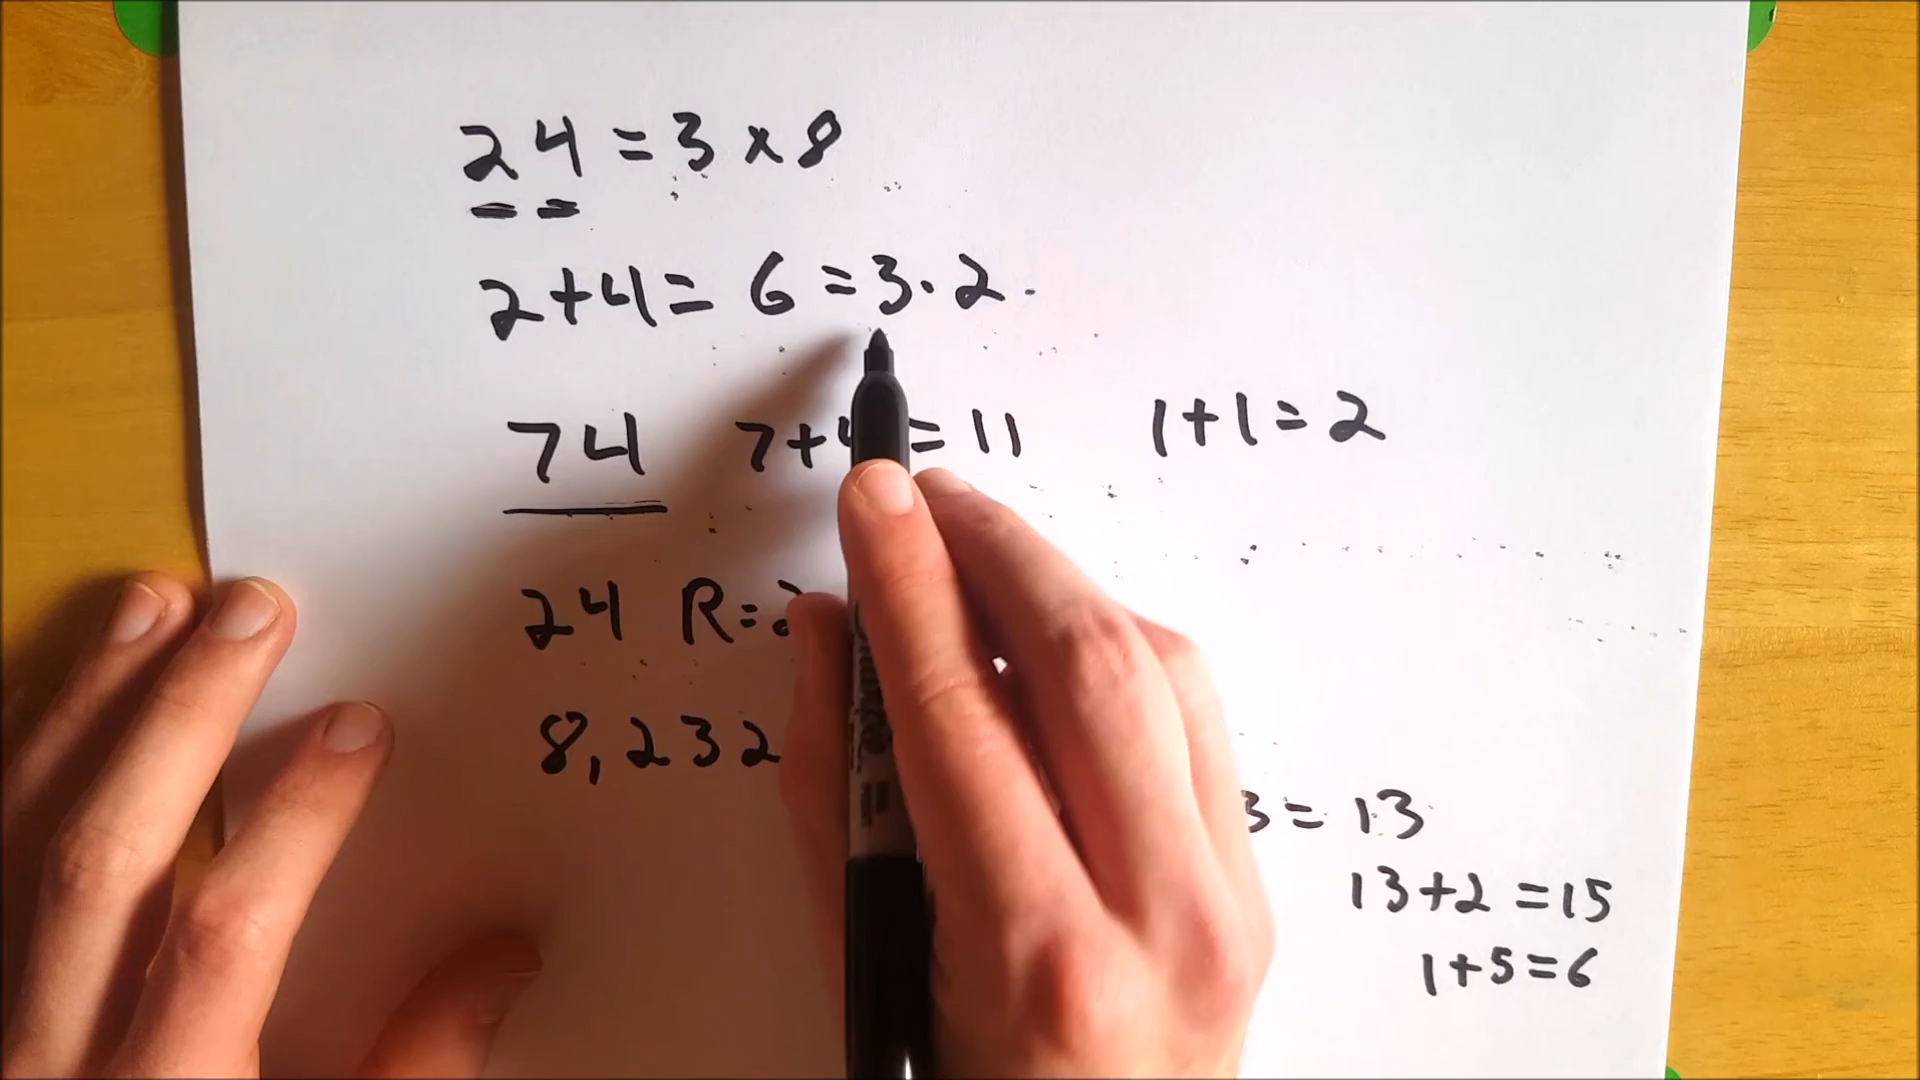 24 = 3 x 8
2+4= 6 = 3·2
74 7+ = 11 1+1=2
24 R=
8,232
3 = 13
13+2 = 15
1+5=6